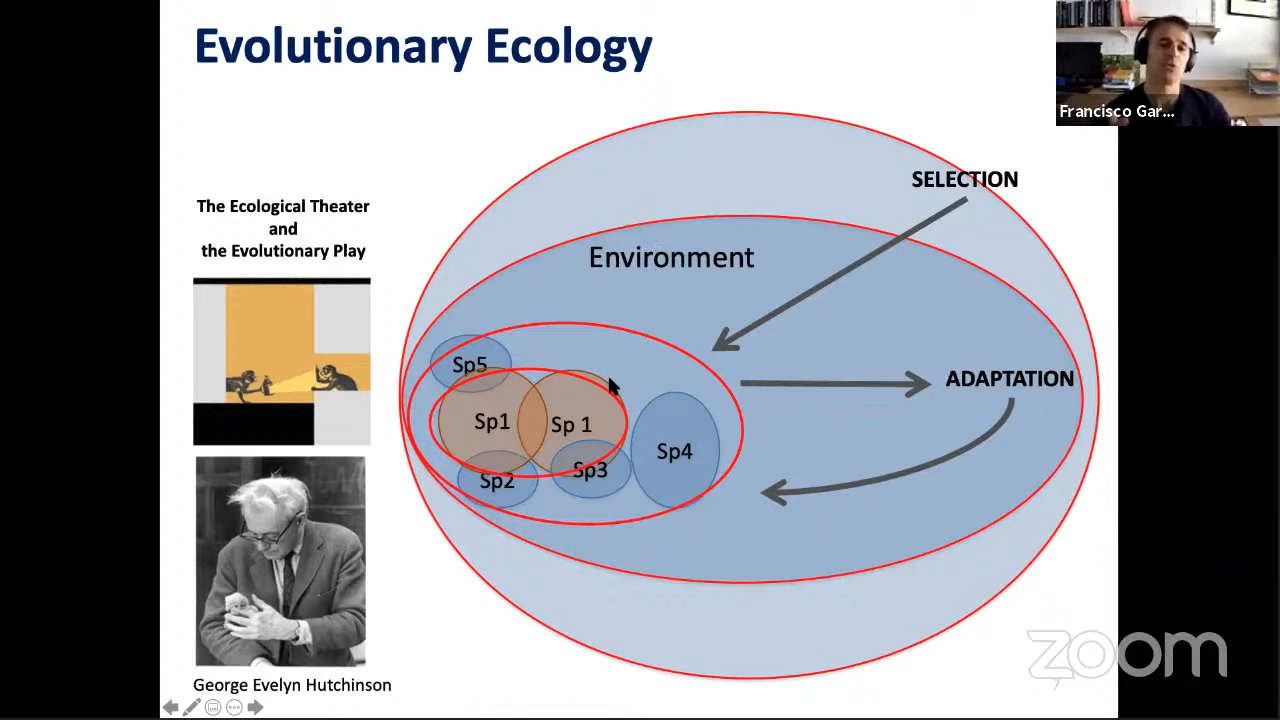 Evolutionary Ecology
Francisco Gar...
The Ecological Theater
and
the Evolutionary Play
SELECTION
Environment
Sp5
Sp1
Sp 1
Sp4
Sp3
Sp2
ADAPTATION
George Evelyn Hutchinson
zoom